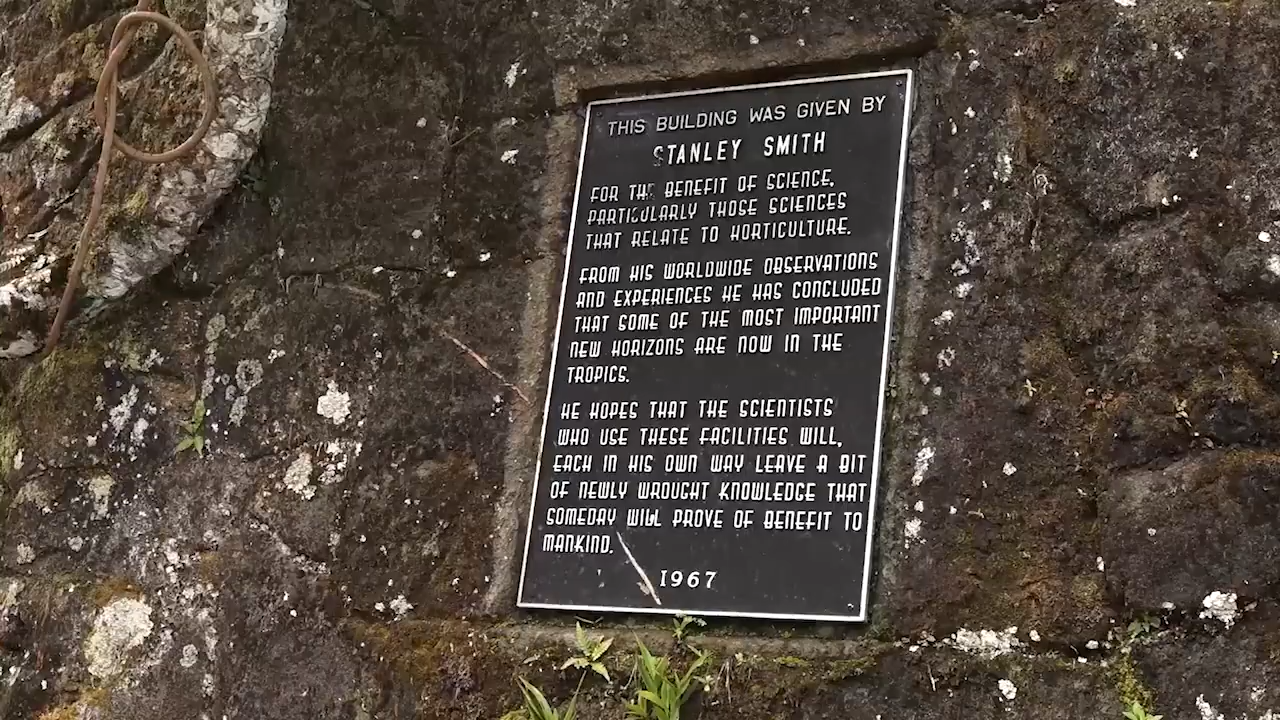 THIS BUILDING WAS GIVEN BY
STANLEY SMITH
FOR THE BENEFIT OF SCIENCE,
PARTICULARLY THOSE SCIENCES
THAT RELATE TO HORTICULTURE.
FROM HIS WORLDWIDE OBSERVATIONS
AND EXPERIENCES HE HAS CONCLUDED
THAT SOME OF THE MOST IMPORTANT
NEW HORIZONS ARE NOW IN THE
TROPICS.
HE HOPES THAT THE SCIENTISTS
WHO USE THESE FACILITIES WILL,
EACH IN HIS OWN WAY LEAVE A BIT
OF NEWLY WROUGHT KNOWLEDGE THAT
SOMEDAY WILL PROVE OF BENEFIT TO
MANKIND.
1967